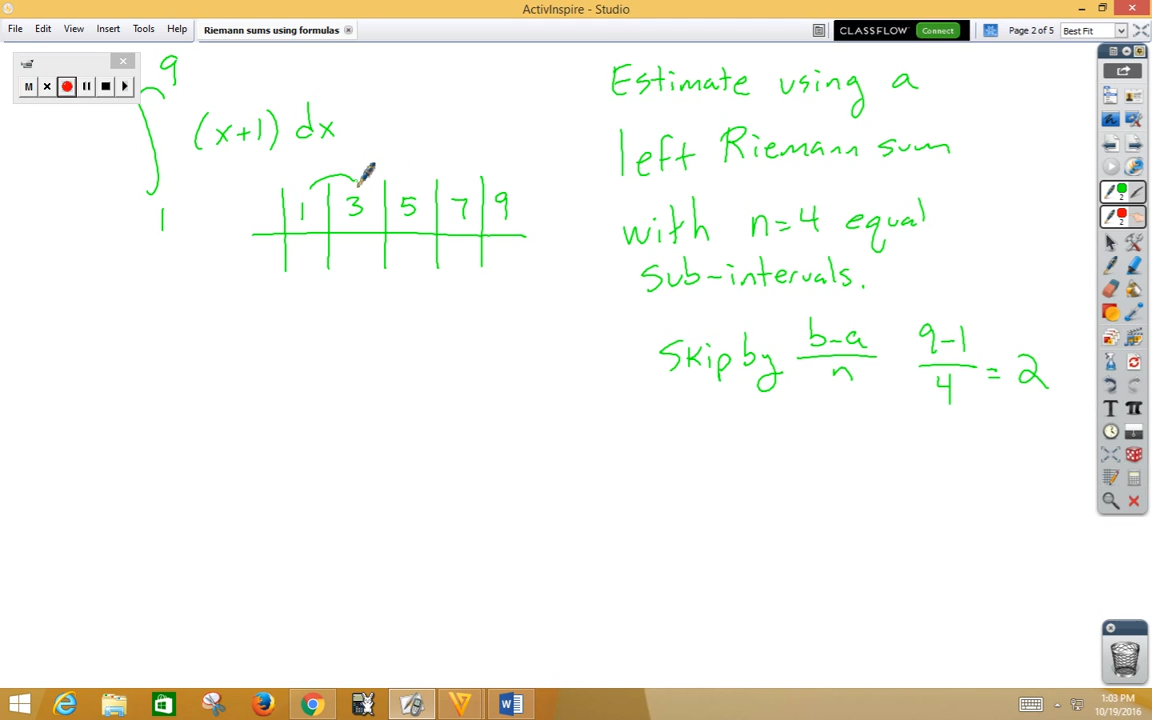 ActivInspire - Studio
File Edit View Insert Tools Help
Riemann sums using formulas
CLASSFLOW Connect
Page 2 of 5
Best Fit
M
9
∫ (x+1) dx
1
1 | 3 | 5 | 7 | 9
Estimate using a
left Riemann sum
with n=4 equal
sub-intervals.
Skip by b-a/n 9-1/4 = 2
2
2
T π
1:03 PM
10/19/2016